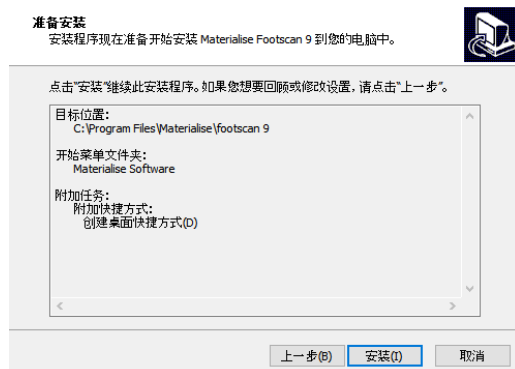 准备安装
安装程序现在准备开始安装 Materialise Footscan 9 到您的电脑中。
点击“安装”继续此安装程序。如果您想要回顾或修改设置，请点击“上一步”。
目标位置:
C:\Program Files\Materialise\footscan 9
开始菜单文件夹:
Materialise Software
附加任务:
附加快捷方式:
创建桌面快捷方式(D)
上一步(B) 安装(I) 取消